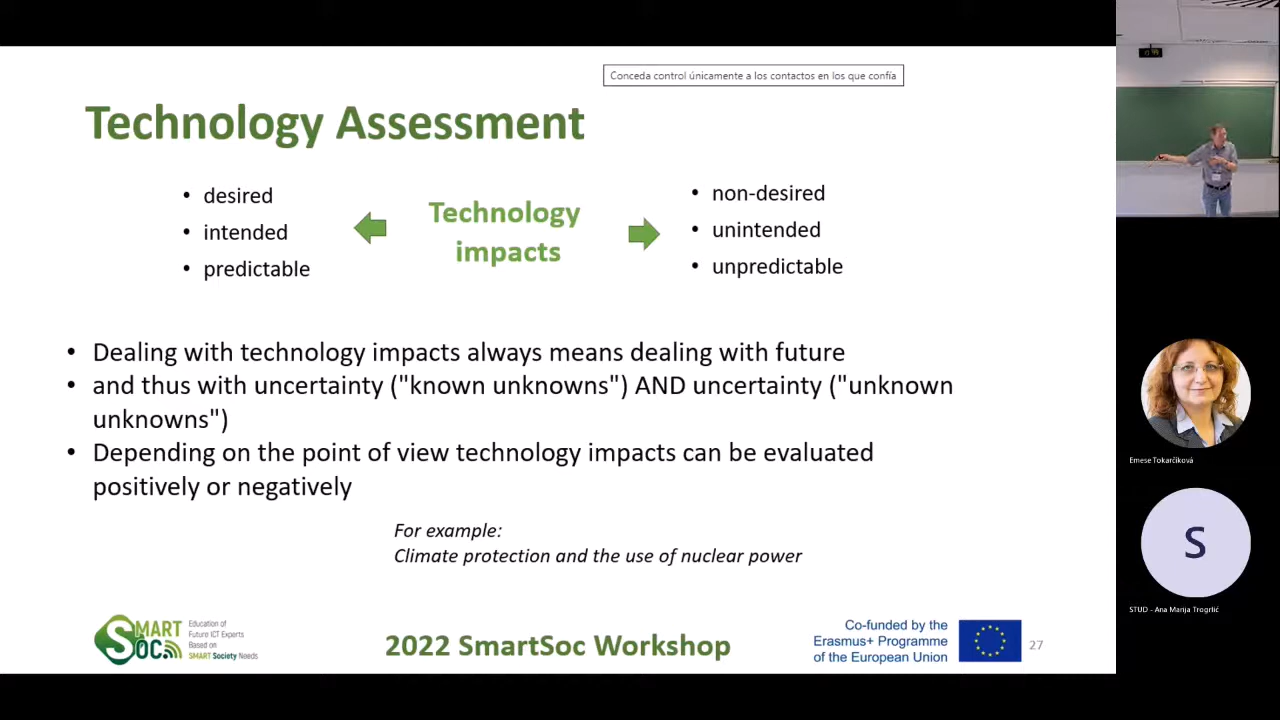 Conceda control únicamente a los contactos en los que confía
Technology Assessment
• desired
• intended
• predictable
Technology
impacts
• non-desired
• unintended
• unpredictable
• Dealing with technology impacts always means dealing with future
• and thus with uncertainty ("known unknowns") AND uncertainty ("unknown
unknowns")
• Depending on the point of view technology impacts can be evaluated
positively or negatively
For example:
Climate protection and the use of nuclear power
SMART
SOC
Education of
Future ICT Experts
Based on
SMART Society Needs
2022 SmartSoc Workshop
Co-funded by the
Erasmus+ Programme
of the European Union
27
Emese Tokarčíková
S
STUD - Ana Marija Trogrlić